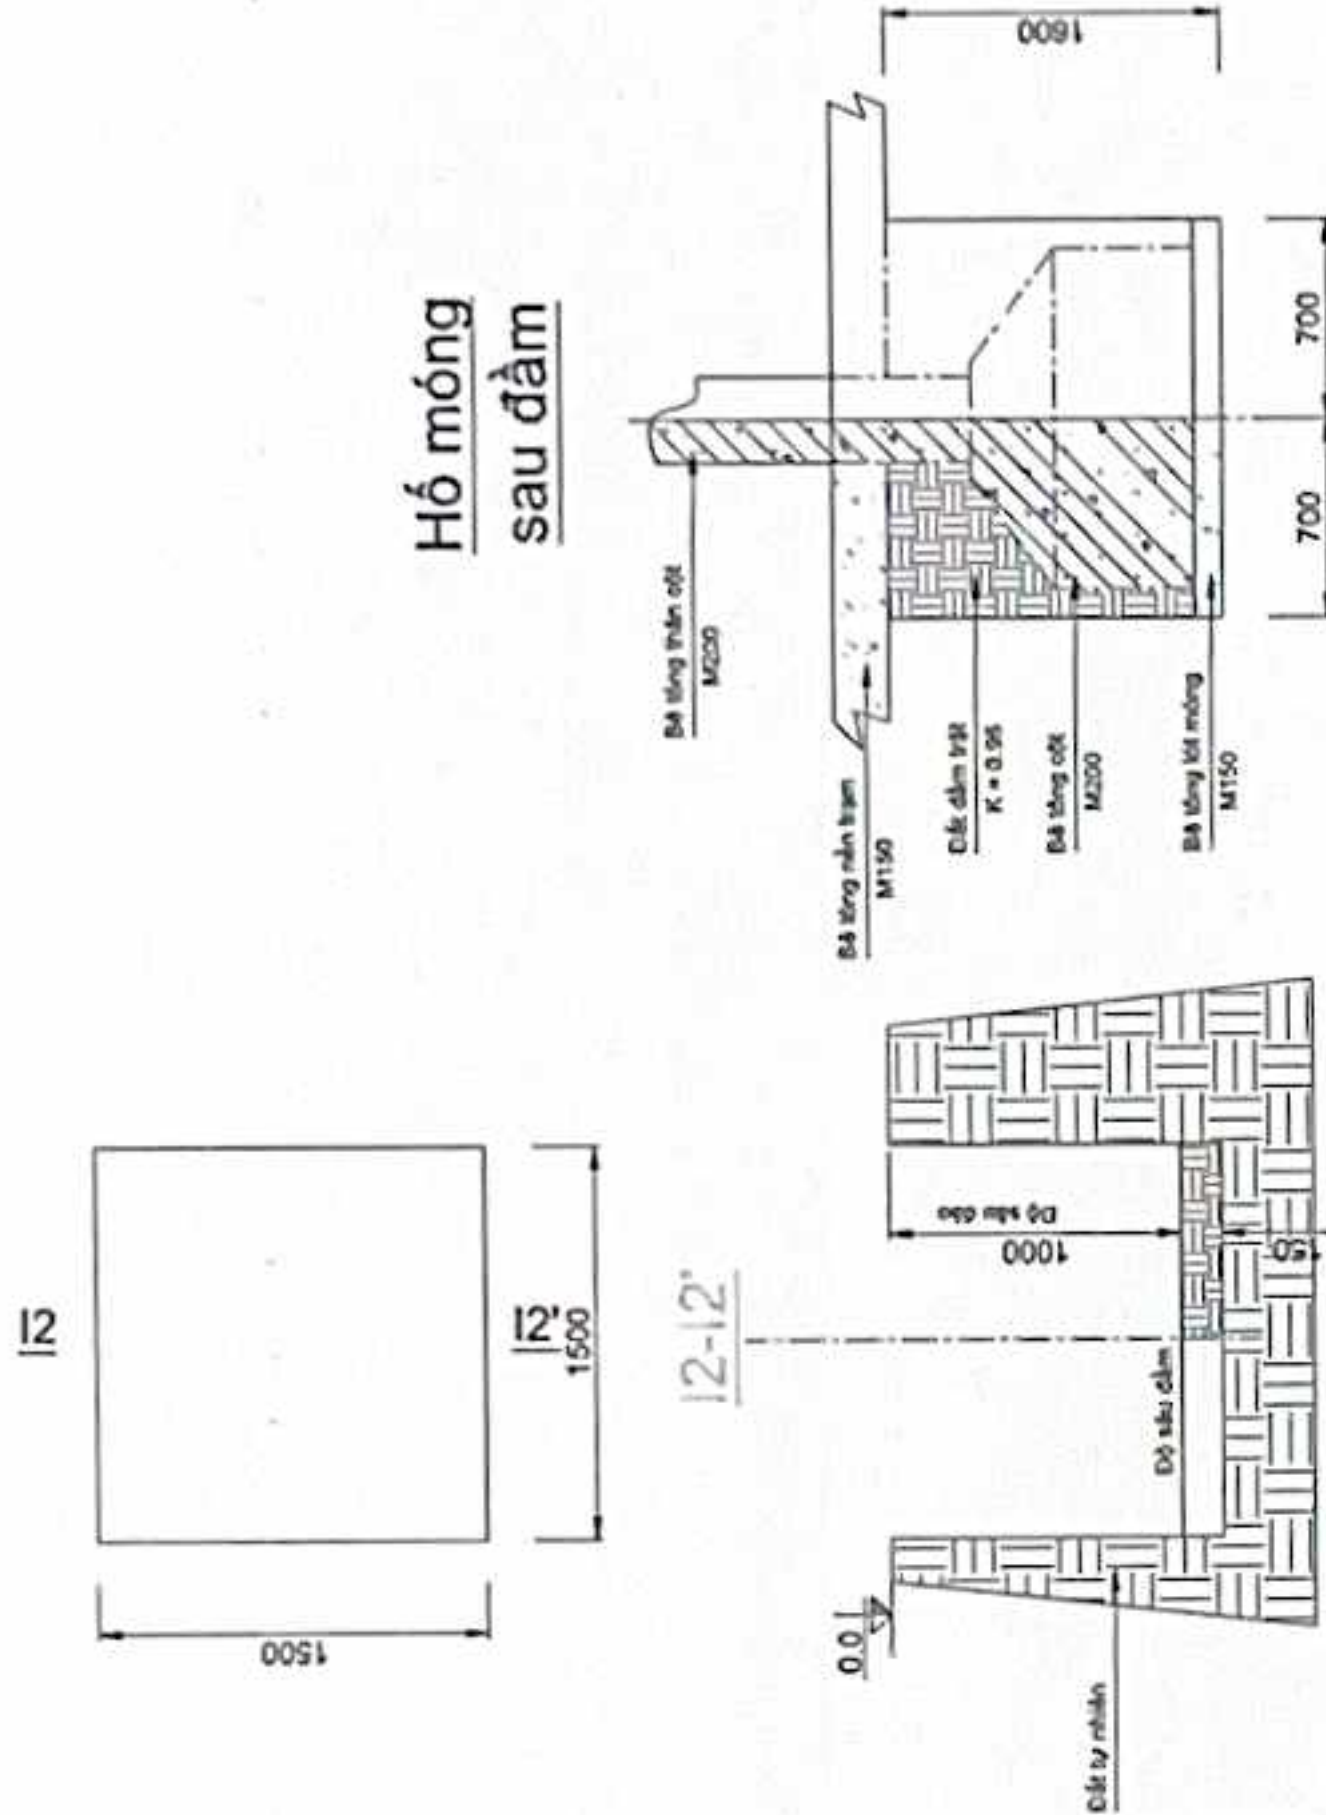 12
1500
12'
1500
12-12'
0.0
Độ sâu đào
1000
Độ sâu đầm
150
Đất tự nhiên
Hố móng
sau đầm
1600
Bê tông thân cột
M200
Bê tông nền trạm
M150
Đất đầm trặt
K = 0.95
Bê tông cột
M200
Bê tông lót móng
M150
700
700